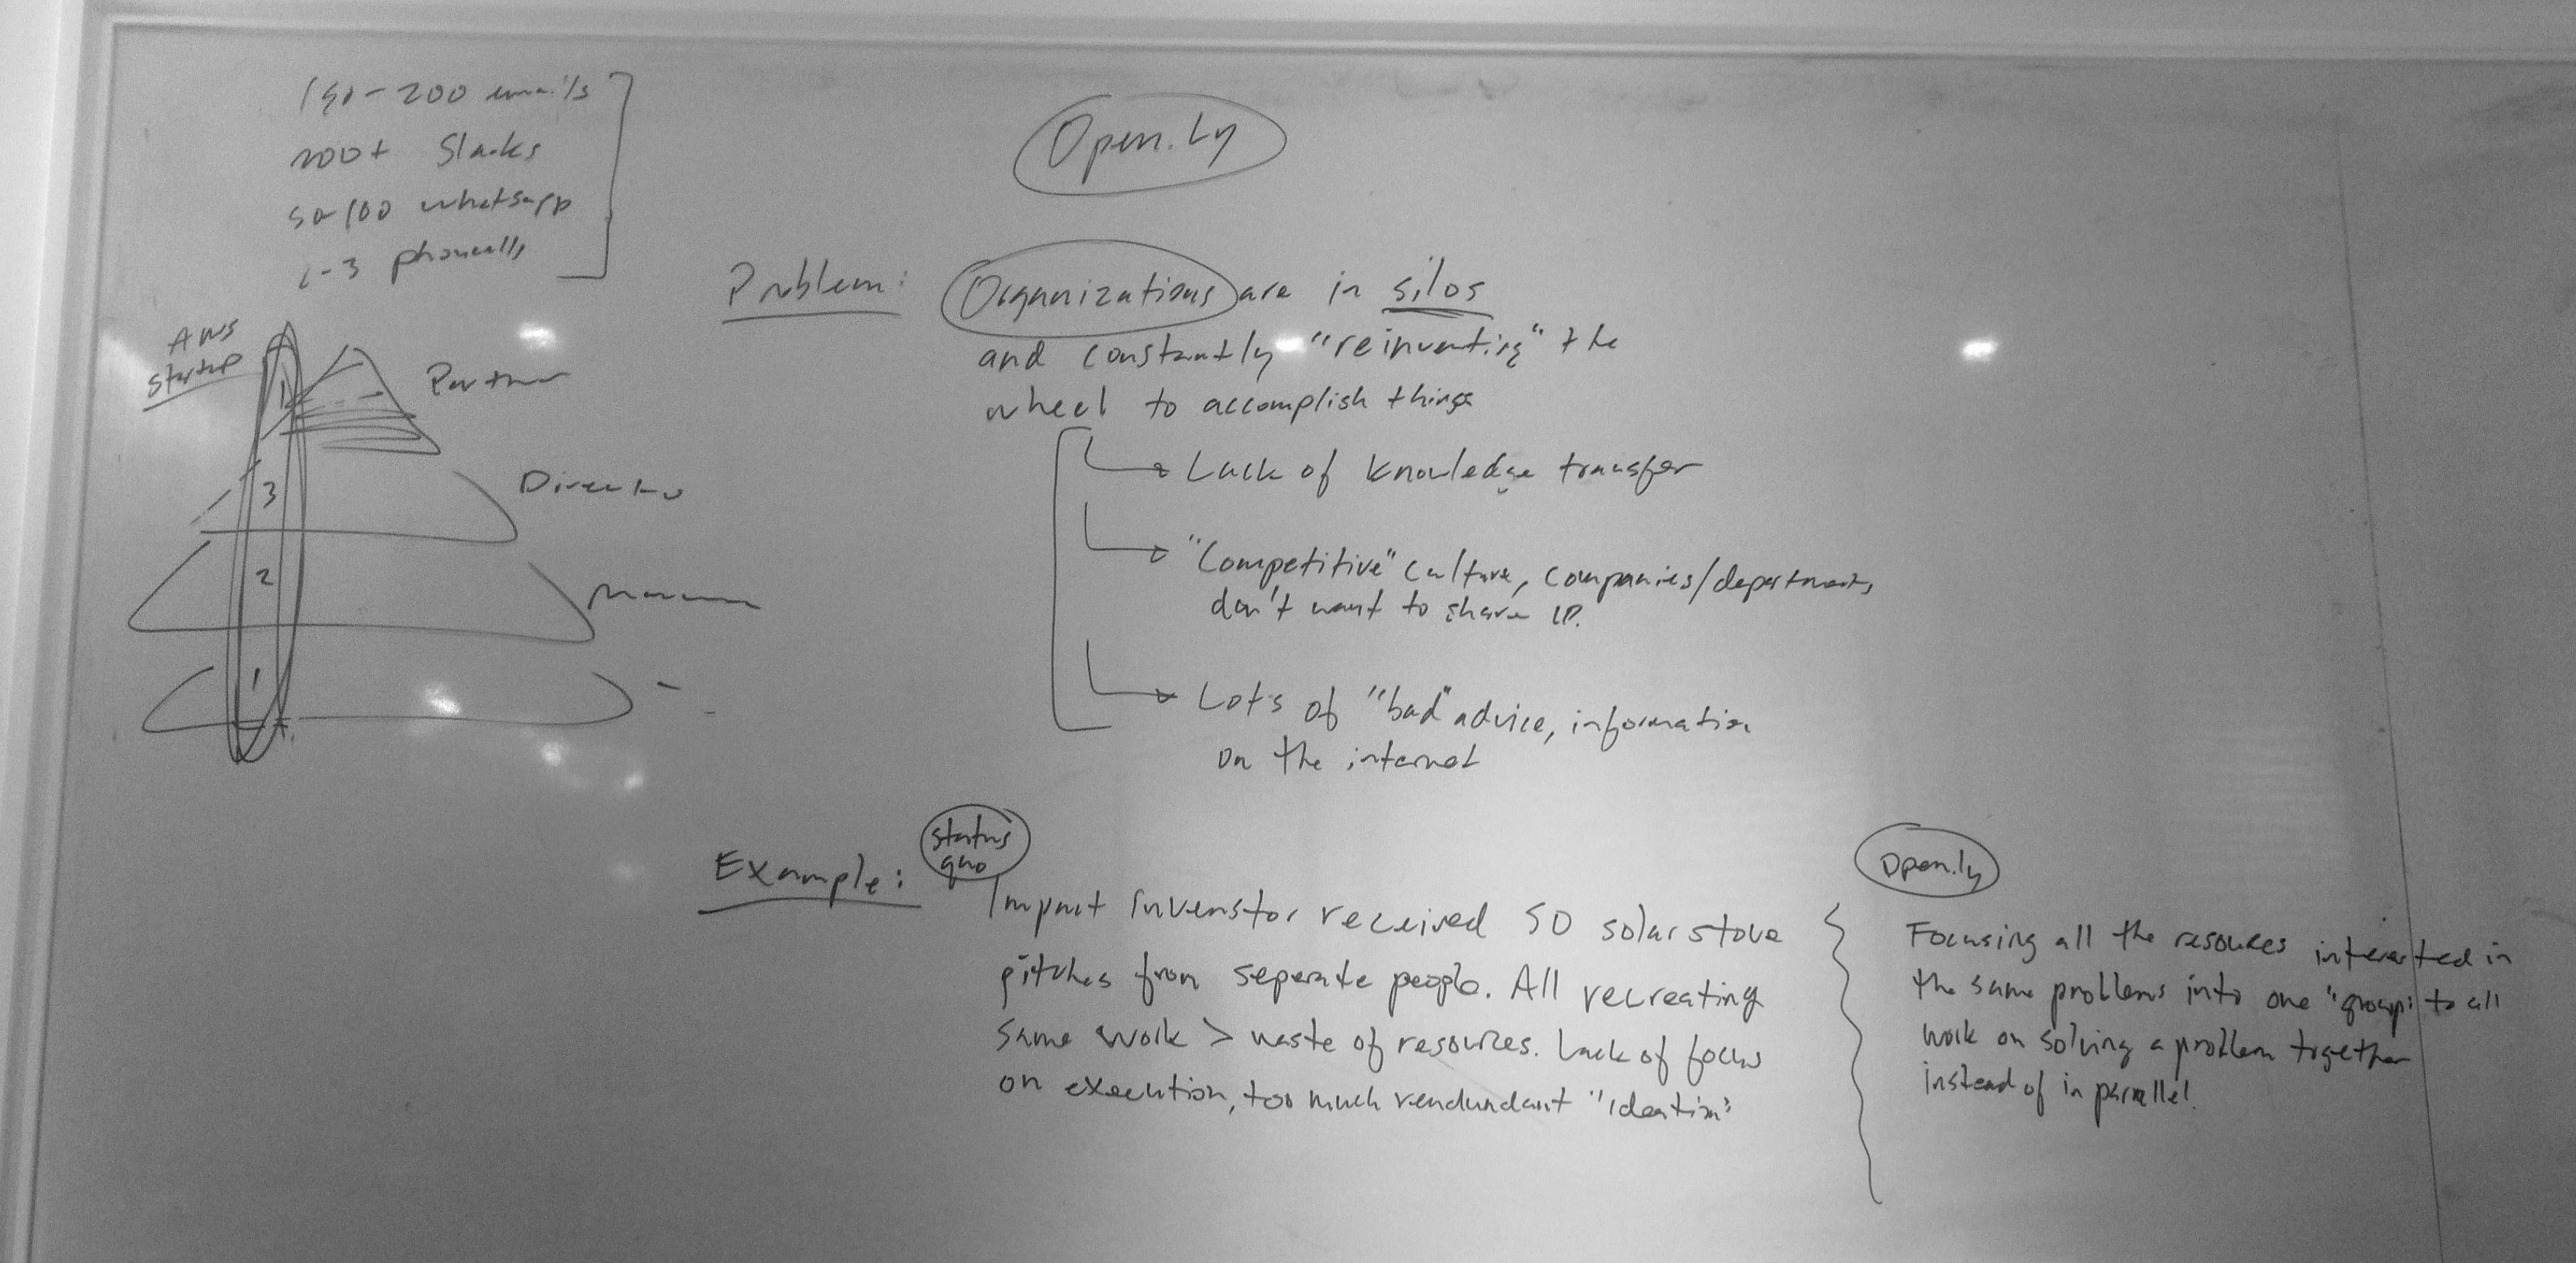 150-200 emails
200+ Slacks
50-100 whatsapp
1-3 phonecalls
Open.ly
Problem: Organizations are in silos
and constantly "reinventing" the
wheel to accomplish things
Lack of knowledge transfer
"Competitive" culture, companies/departments
don't want to share IP.
Lots of "bad" advice, information
on the internet
AWS
startup
Partner
1
3
Director
2
1
Example:
status
quo
Impact invenstor received 50 solar stove
pitches from seperate people. All recreating
same work > waste of resources. Lack of focus
on execution, too much rendundant "ideation"
Open.ly
Focusing all the resources interested in
the same problems into one "group" to all
work on solving a problem together
instead of in parallel.